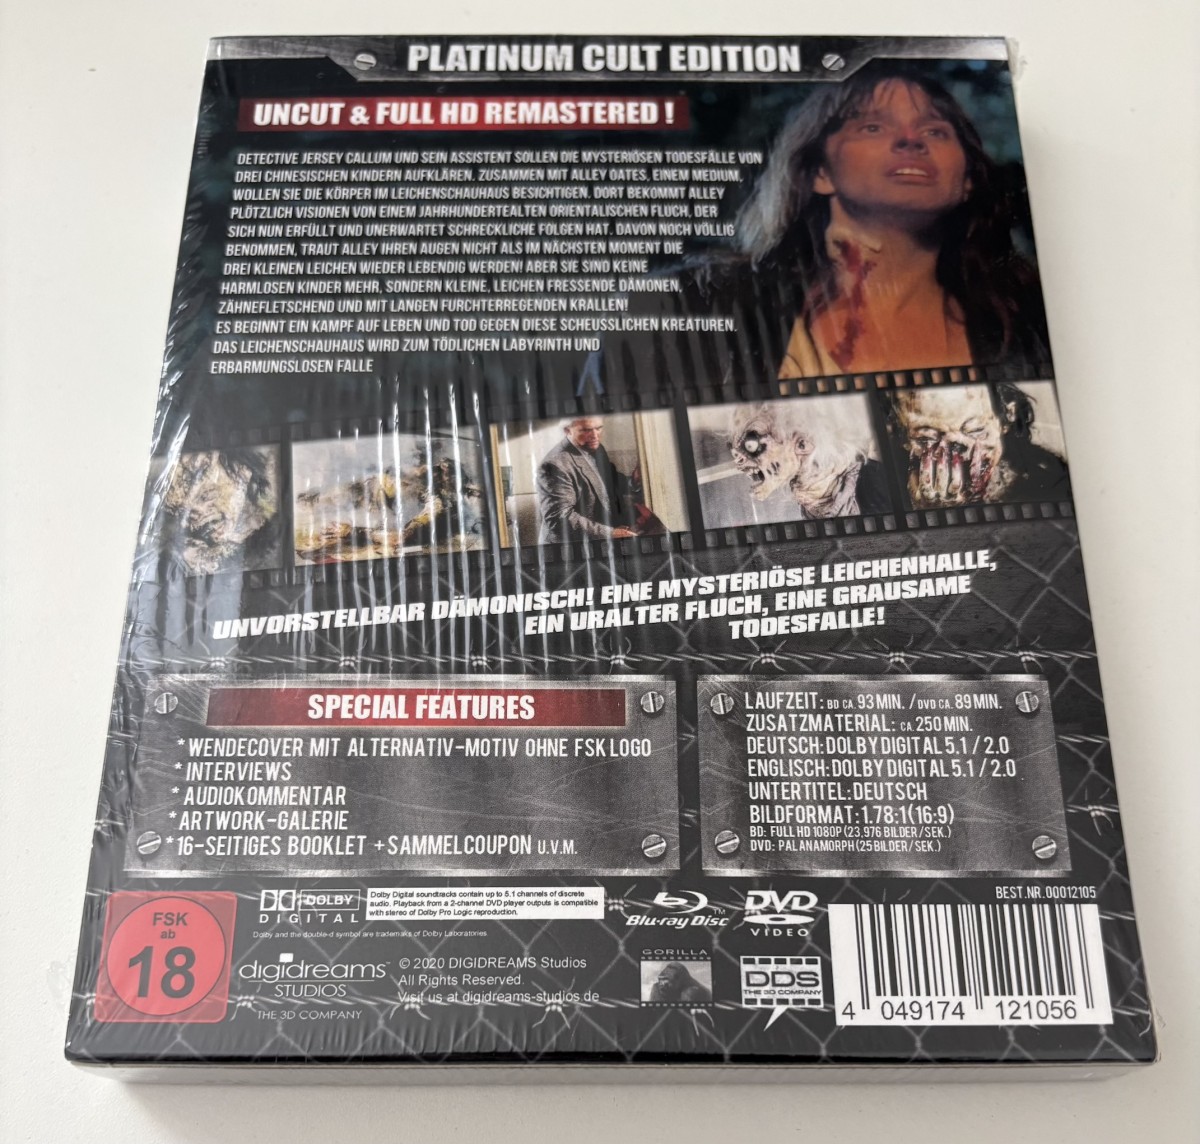 PLATINUM CULT EDITION
UNCUT & FULL HD REMASTERED !
DETECTIVE JERSEY CALLUM UND SEIN ASSISTENT SOLLEN DIE MYSTERIÖSEN TODESFÄLLE VON
DREI CHINESISCHEN KINDERN AUFKLÄREN. ZUSAMMEN MIT ALLEY OATES, EINEM MEDIUM,
WOLLEN SIE DIE KÖRPER IM LEICHENSCHAUHAUS BESICHTIGEN. DORT BEKOMMT ALLEY
PLÖTZLICH VISIONEN VON EINEM JAHRHUNDERTEALTEN ORIENTALISCHEN FLUCH, DER
SICH NUN ERFÜLLT UND UNERWARTET SCHRECKLICHE FOLGEN HAT. DAVON NOCH VÖLLIG
BENOMMEN, TRAUT ALLEY IHREN AUGEN NICHT ALS IM NÄCHSTEN MOMENT DIE
DREI KLEINEN LEICHEN WIEDER LEBENDIG WERDEN! ABER SIE SIND KEINE
HARMLOSEN KINDER MEHR, SONDERN KLEINE, LEICHEN FRESSENDE DÄMONEN,
ZÄHNEFLETSCHEND UND MIT LANGEN FURCHTERREGENDEN KRALLEN!
ES BEGINNT EIN KAMPF AUF LEBEN UND TOD GEGEN DIESE SCHEUSSLICHEN KREATUREN.
DAS LEICHENSCHAUHAUS WIRD ZUM TÖDLICHEN LABYRINTH UND
ERBARMUNGSLOSEN FALLE
UNVORSTELLBAR DÄMONISCH! EINE MYSTERIÖSE LEICHENHALLE,
EIN URALTER FLUCH, EINE GRAUSAME
TODESFALLE!
SPECIAL FEATURES
*WENDECOVER MIT ALTERNATIV-MOTIV OHNE FSK LOGO
*INTERVIEWS
*AUDIOKOMMENTAR
*ARTWORK-GALERIE
*16-SEITIGES BOOKLET +SAMMELCOUPON U.V.M.
LAUFZEIT: BD CA. 93 MIN. / DVD CA. 89 MIN.
ZUSATZMATERIAL: CA. 250 MIN.
DEUTSCH: DOLBY DIGITAL 5.1 / 2.0
ENGLISCH: DOLBY DIGITAL 5.1 / 2.0
UNTERTITEL: DEUTSCH
BILDFORMAT: 1.78:1 (16:9)
BD: FULL HD 1080P (23,976 BILDER/SEK.)
DVD: PAL ANAMORPH (25 BILDER/SEK.)
BEST.NR. 00012105
FSK
ab
18
DOLBY
DIGITAL
Dolby Digital soundtracks contain up to 5.1 channels of discrete
audio. Playback from a 2-channel DVD player outputs is compatible
with stereo of Dolby Pro Logic reproduction.
Dolby and the double-d symbol are trademarks of Dolby Laboratories
Blu-ray Disc™
DVD
VIDEO
digidreams™
STUDIOS
THE 3D COMPANY
© 2020 DIGIDREAMS Studios
All Rights Reserved.
Visit us at digidreams-studios.de
GORILLA
DDS
THE 3D COMPANY
4 049174 121056